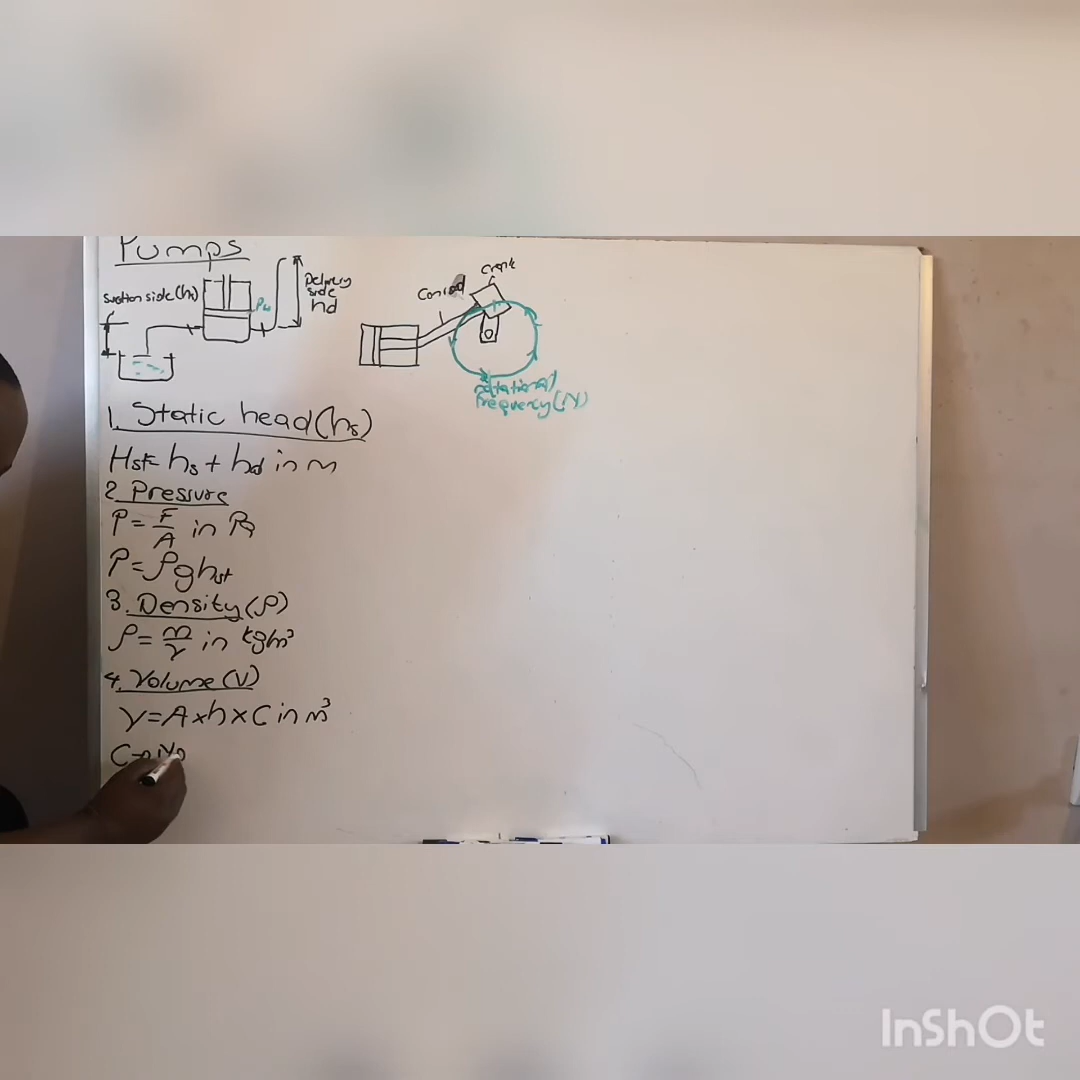 Pumps
Suction side (hs)
Delivery
side
hd
Conrod
Crank
rotational
frequency (N)
1. Static head (hs)
Hst= hs + hd in m
2 Pressure
P = F/A in Pa
P = ρghst
3. Density (ρ)
ρ = m/V in kg/m³
4. Volume (V)
V = A x h x C in m³
C → No
InShOt